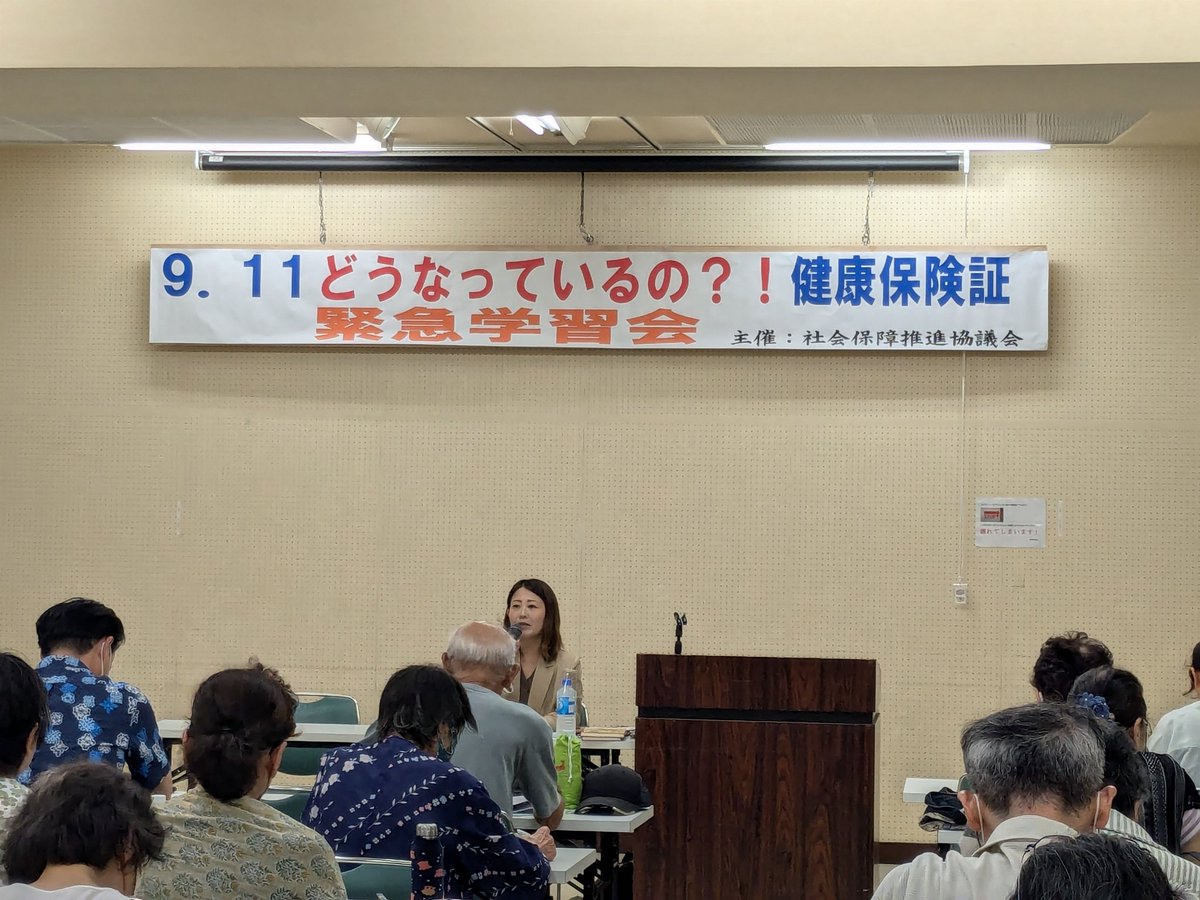 9. 11どうなっているの?!健康保険証
緊急学習会
主催:社会保障推進協議会